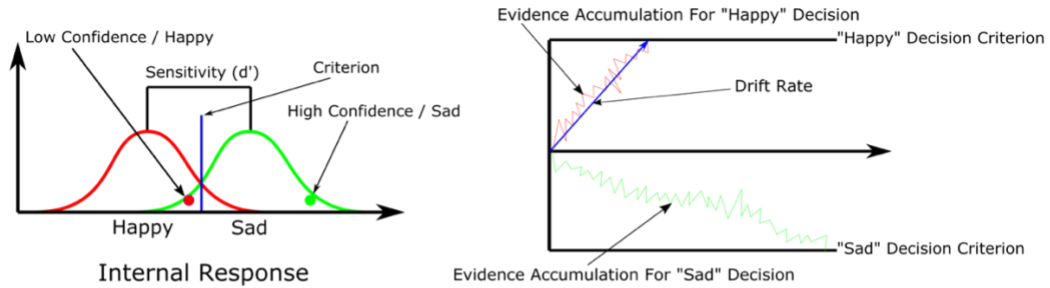 Low Confidence / Happy
Sensitivity (d')
Criterion
High Confidence / Sad
Happy
Sad
Internal Response
Evidence Accumulation For "Happy" Decision
"Happy" Decision Criterion
Drift Rate
"Sad" Decision Criterion
Evidence Accumulation For "Sad" Decision